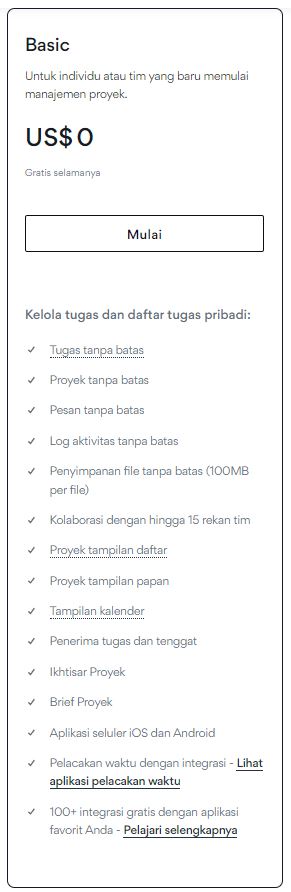 Basic
Untuk individu atau tim yang baru memulai
manajemen proyek.
US$0
Gratis selamanya
Mulai
Kelola tugas dan daftar tugas pribadi:
Tugas tanpa batas
Proyek tanpa batas
Pesan tanpa batas
Log aktivitas tanpa batas
Penyimpanan file tanpa batas (100MB
per file)
Kolaborasi dengan hingga 15 rekan tim
Proyek tampilan daftar
Proyek tampilan papan
Tampilan kalender
Penerima tugas dan tenggat
Ikhtisar Proyek
Brief Proyek
Aplikasi seluler iOS dan Android
Pelacakan waktu dengan integrasi - Lihat
aplikasi pelacakan waktu
100+ integrasi gratis dengan aplikasi
favorit Anda - Pelajari selengkapnya